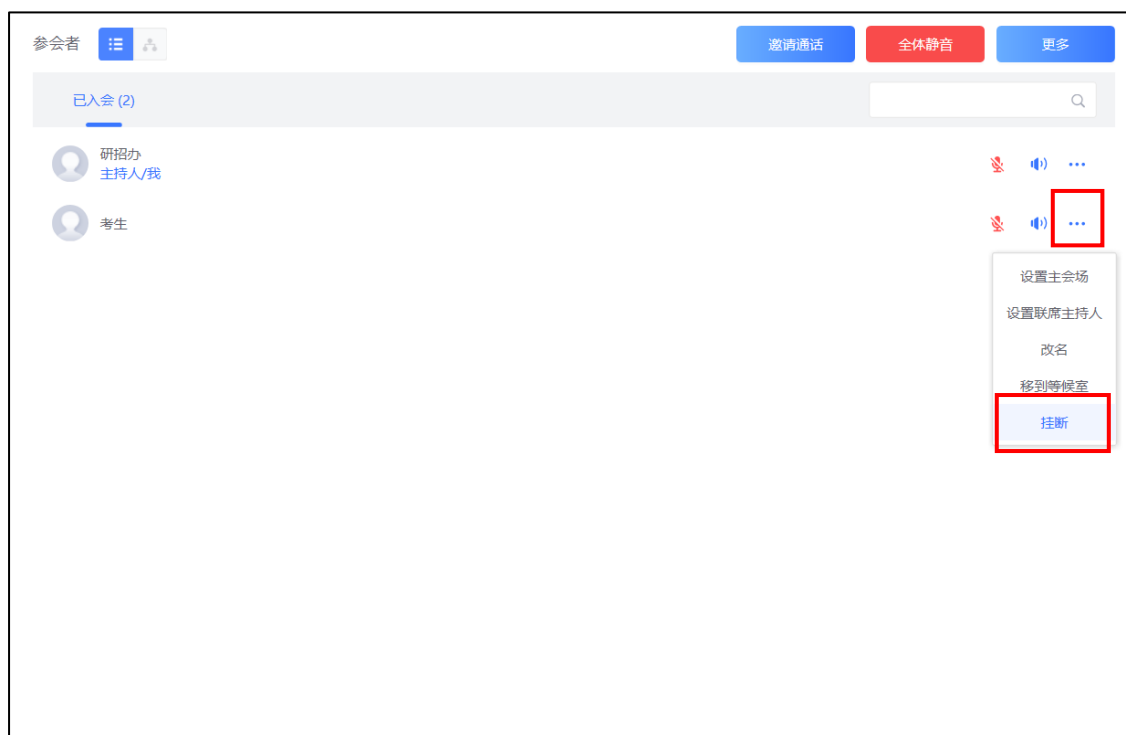 参会者 邀请通话 全体静音 更多
已入会 (2)
研招办
主持人/我
考生
设置主会场
设置联席主持人
改名
移到等候室
挂断